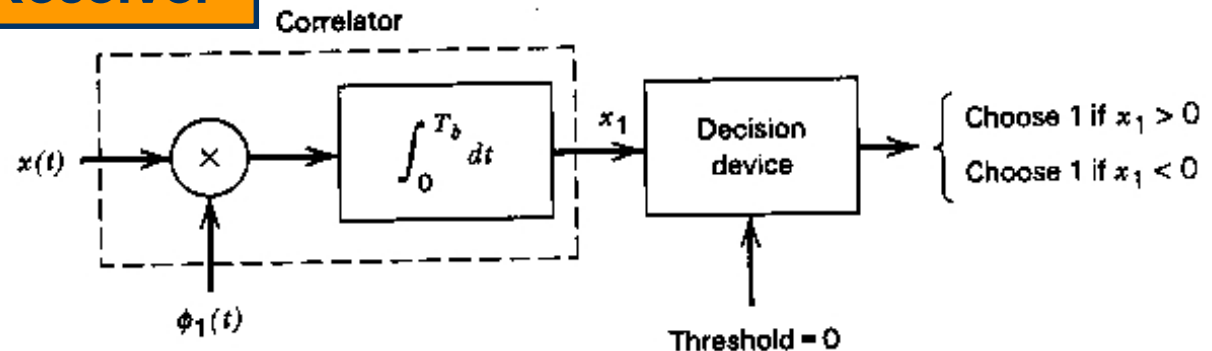 Receiver
Correlator
x(t)
×
∫₀^{T_b} dt
x₁
Decision
device
Choose 1 if x₁ > 0
Choose 1 if x₁ < 0
ϕ₁(t)
Threshold = 0